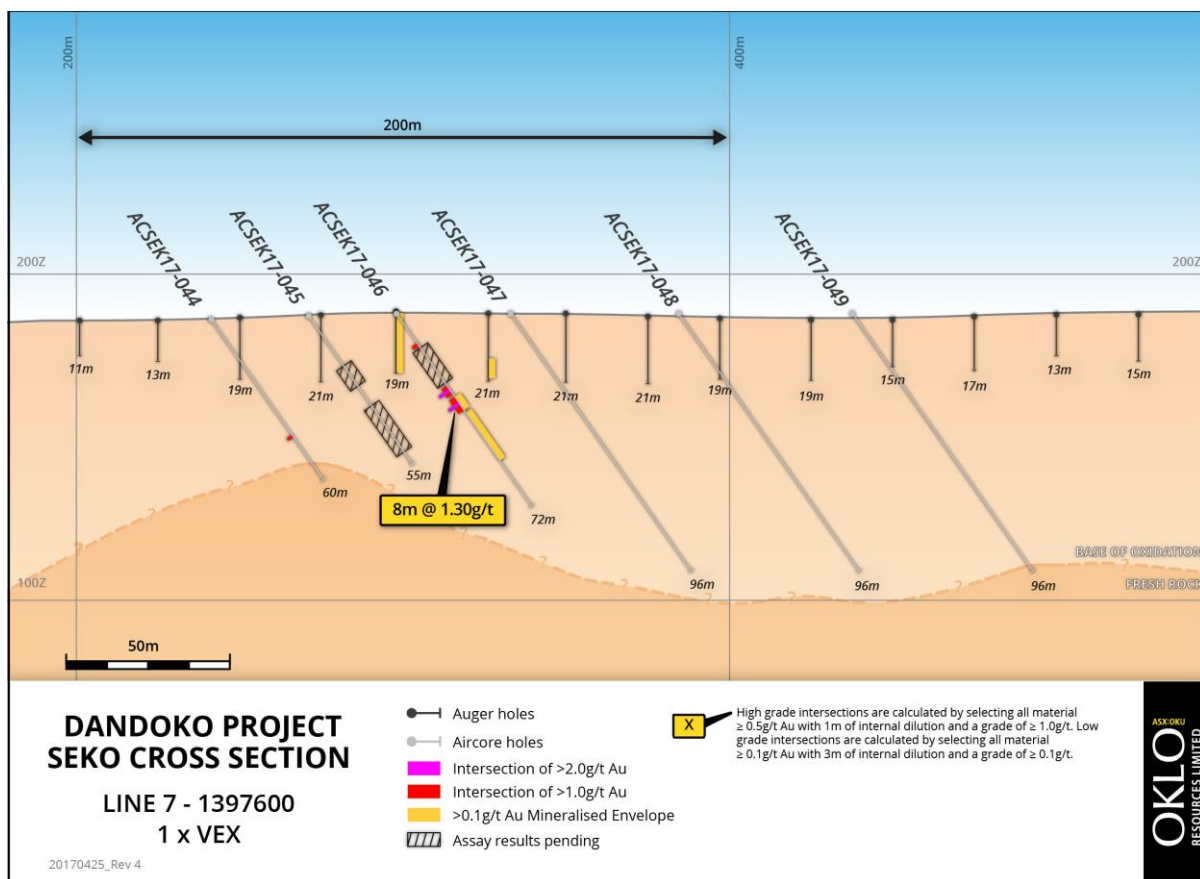 200m
400m
200m
ACSEK17-044
ACSEK17-045
ACSEK17-046
ACSEK17-047
ACSEK17-048
ACSEK17-049
200Z
200Z
11m
13m
19m
21m
19m
21m
21m
21m
19m
19m
15m
17m
13m
15m
60m
55m
72m
96m
96m
96m
8m @ 1.30g/t
?
?
?
?
?
?
?
?
?
?
?
BASE OF OXIDATION
FRESH ROCK
100Z
50m
DANDOKO PROJECT
SEKO CROSS SECTION
LINE 7 - 1397600
1 x VEX
20170425_Rev 4
Auger holes
Aircore holes
Intersection of >2.0g/t Au
Intersection of >1.0g/t Au
>0.1g/t Au Mineralised Envelope
Assay results pending
X
High grade intersections are calculated by selecting all material
≥ 0.5g/t Au with 1m of internal dilution and a grade of ≥ 1.0g/t. Low
grade intersections are calculated by selecting all material
≥ 0.1g/t Au with 3m of internal dilution and a grade of ≥ 0.1g/t.
ASX:OKU
OKLO
RESOURCES LIMITED